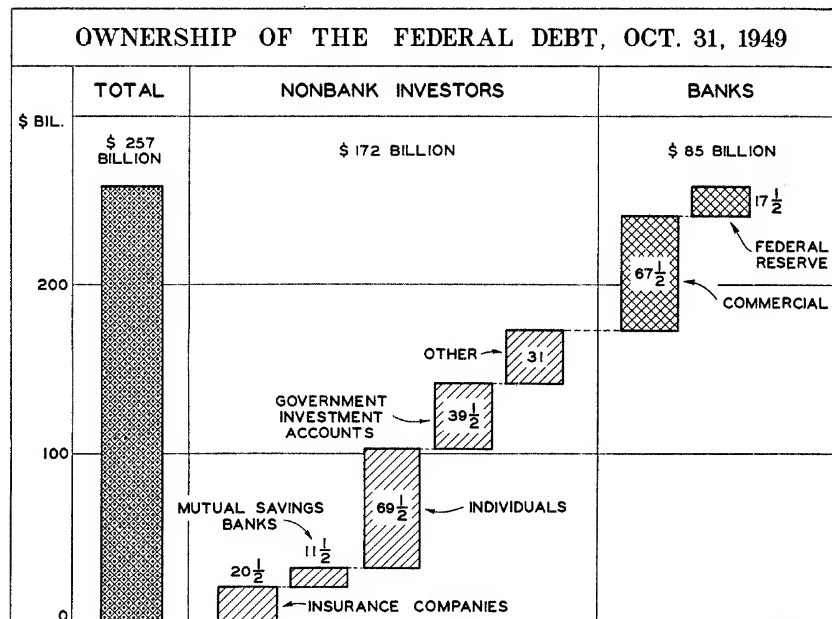 OWNERSHIP OF THE FEDERAL DEBT, OCT. 31, 1949
TOTAL
NONBANK INVESTORS
BANKS
$ BIL.
$ 257
BILLION
$ 172 BILLION
$ 85 BILLION
17 1/2
FEDERAL
RESERVE
67 1/2
COMMERCIAL
200
OTHER
31
GOVERNMENT
INVESTMENT
ACCOUNTS
39 1/2
100
69 1/2
INDIVIDUALS
MUTUAL SAVINGS
BANKS
11 1/2
20 1/2
INSURANCE COMPANIES
0